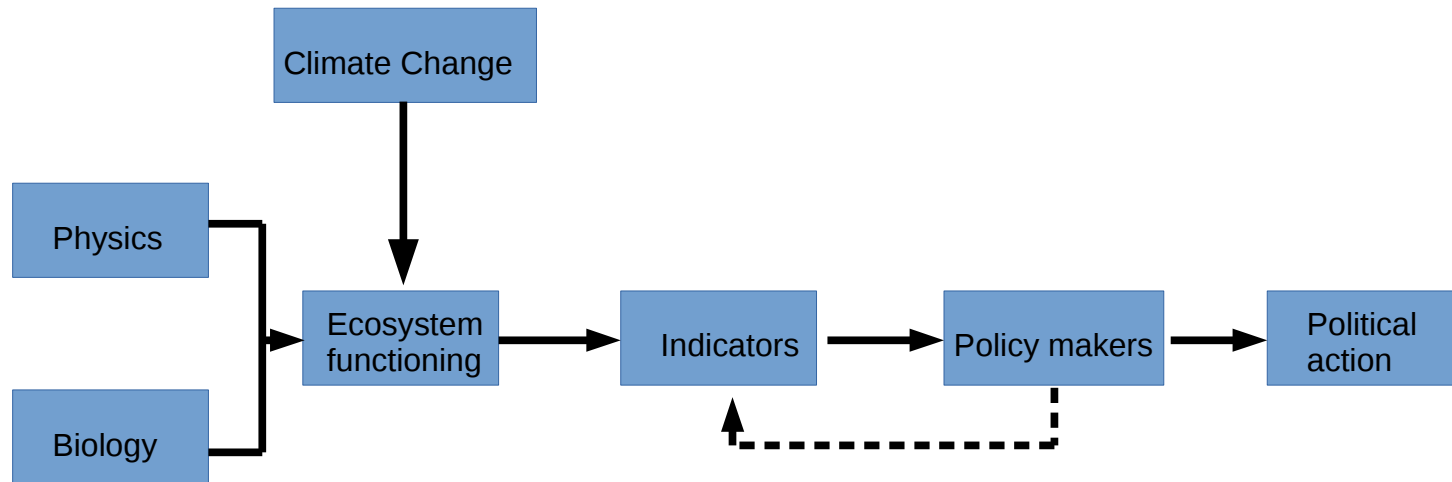 Climate Change
Physics
Biology
Ecosystem
functioning
Indicators
Policy makers
Political
action